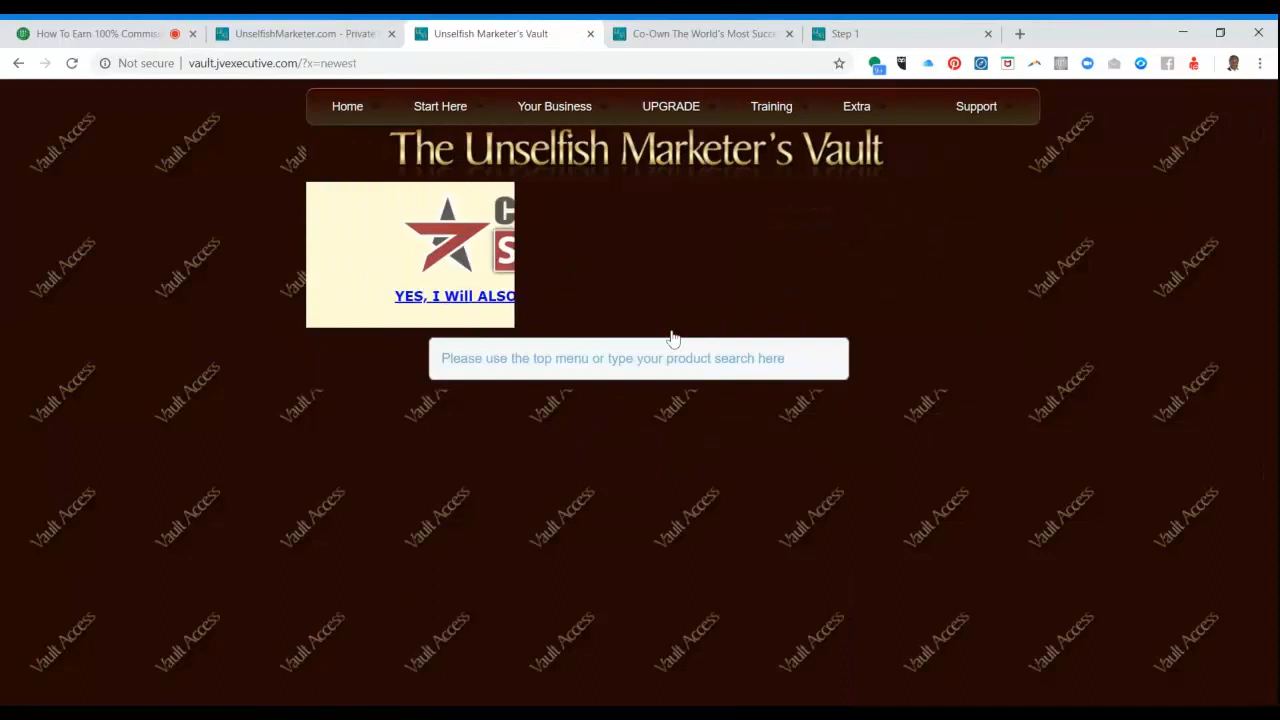 How To Earn 100% Commis
UnselfishMarketer.com - Private
Unselfish Marketer's Vault
Co-Own The World's Most Succe
Step 1
Not secure
vault.jvexecutive.com/?x=newest
9+
Home
Start Here
Your Business
UPGRADE
Training
Extra
Support
The Unselfish Marketer's Vault
C
S
YES, I Will ALSO
Please use the top menu or type your product search here
Vault Access